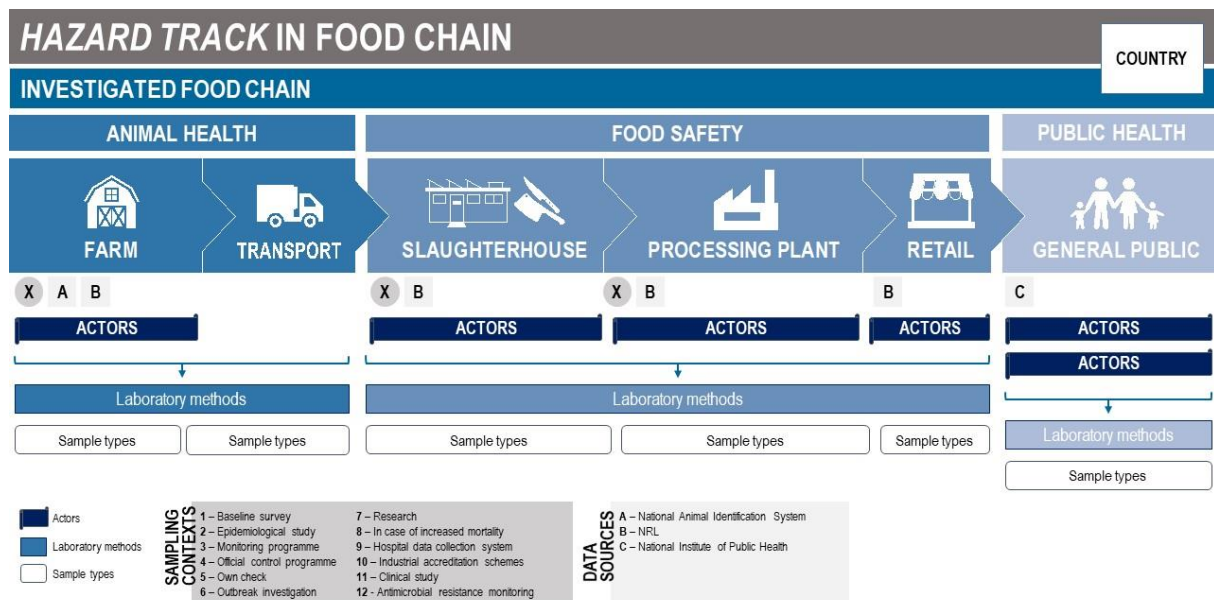 HAZARD TRACK IN FOOD CHAIN
COUNTRY
INVESTIGATED FOOD CHAIN
ANIMAL HEALTH
FOOD SAFETY
PUBLIC HEALTH
FARM
TRANSPORT
SLAUGHTERHOUSE
PROCESSING PLANT
RETAIL
GENERAL PUBLIC
X A B
X B
X B
B
C
ACTORS
ACTORS
ACTORS
ACTORS
ACTORS
ACTORS
Laboratory methods
Laboratory methods
Laboratory methods
Sample types
Sample types
Sample types
Sample types
Sample types
Sample types
Actors
Laboratory methods
Sample types
SAMPLING
CONTEXTS
1 – Baseline survey
2 – Epidemiological study
3 – Monitoring programme
4 – Official control programme
5 – Own check
6 – Outbreak investigation
7 – Research
8 – In case of increased mortality
9 – Hospital data collection system
10 – Industrial accreditation schemes
11 – Clinical study
12 - Antimicrobial resistance monitoring
DATA
SOURCES
A – National Animal Identification System
B – NRL
C – National Institute of Public Health